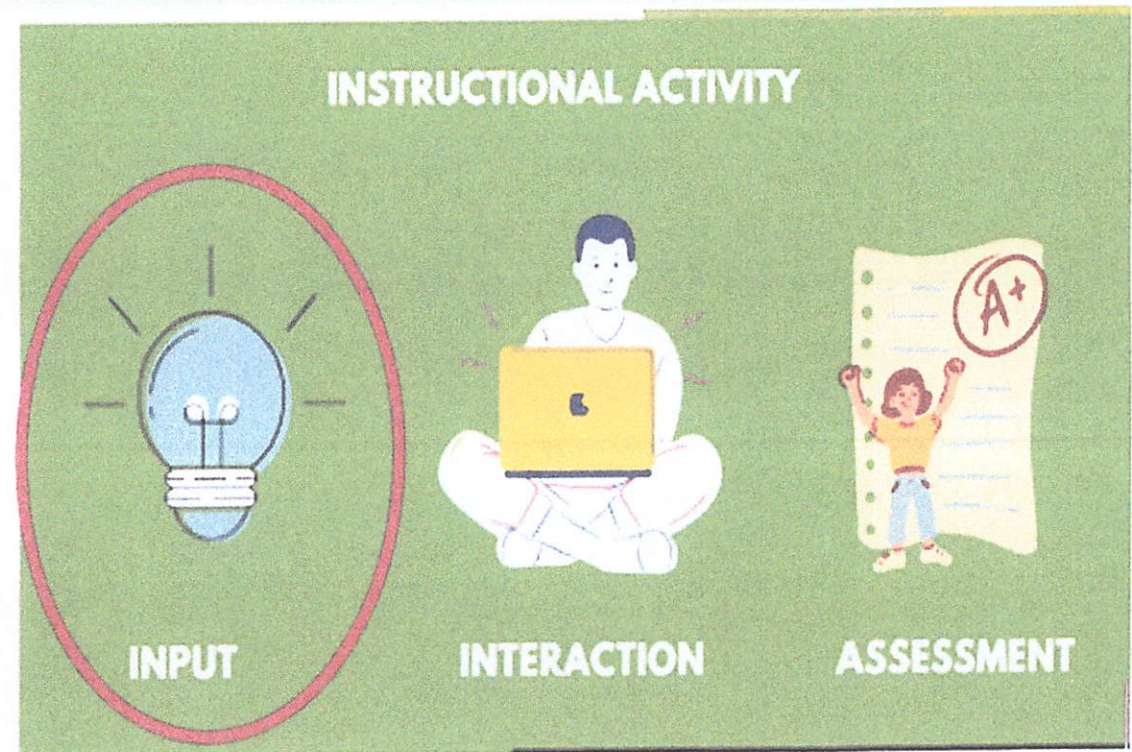 INSTRUCTIONAL ACTIVITY
A+
INPUT
INTERACTION
ASSESSMENT